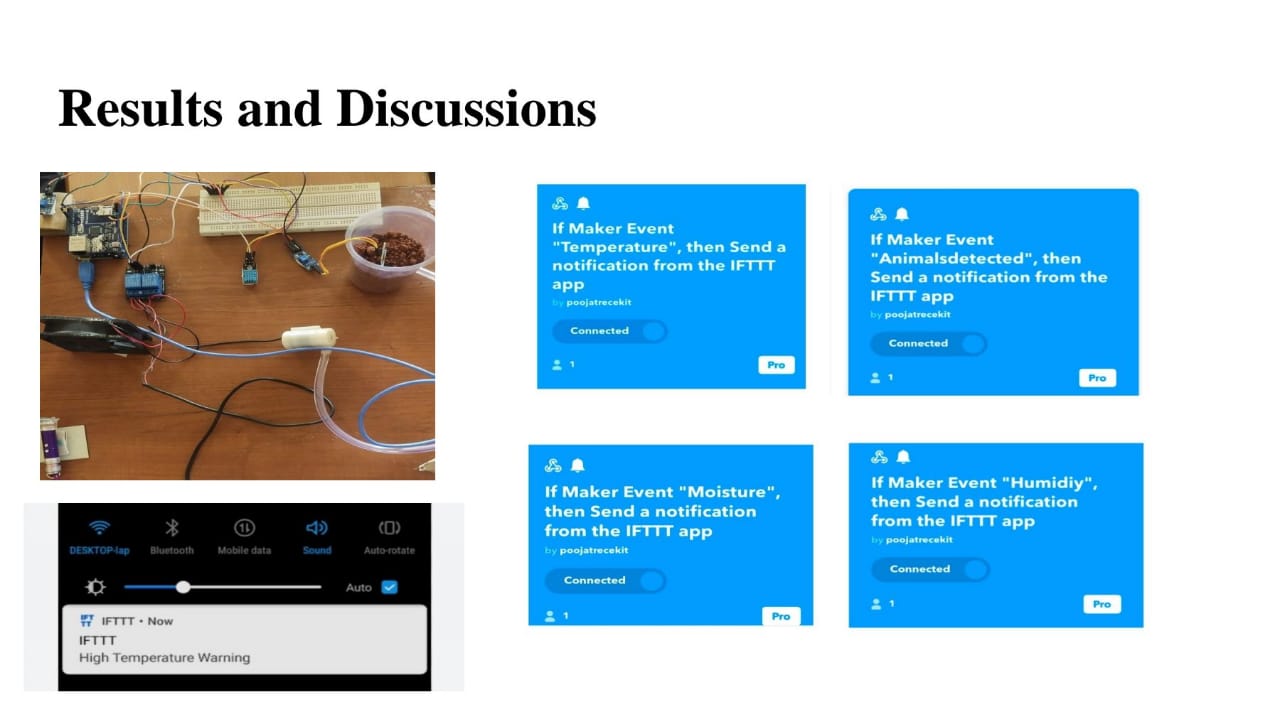 Results and Discussions
If Maker Event
"Temperature", then Send a
notification from the IFTTT
app
by poojatrecekit
Connected
1
Pro
If Maker Event
"Animalsdetected", then
Send a notification from the
IFTTT app
by poojatrecekit
Connected
1
Pro
If Maker Event "Moisture",
then Send a notification
from the IFTTT app
by poojatrecekit
Connected
1
Pro
If Maker Event "Humidiy",
then Send a notification
from the IFTTT app
by poojatrecekit
Connected
1
Pro
DESKTOP-lap Bluetooth Mobile data Sound Auto-rotate
Auto
IFTTT • Now
IFTTT
High Temperature Warning